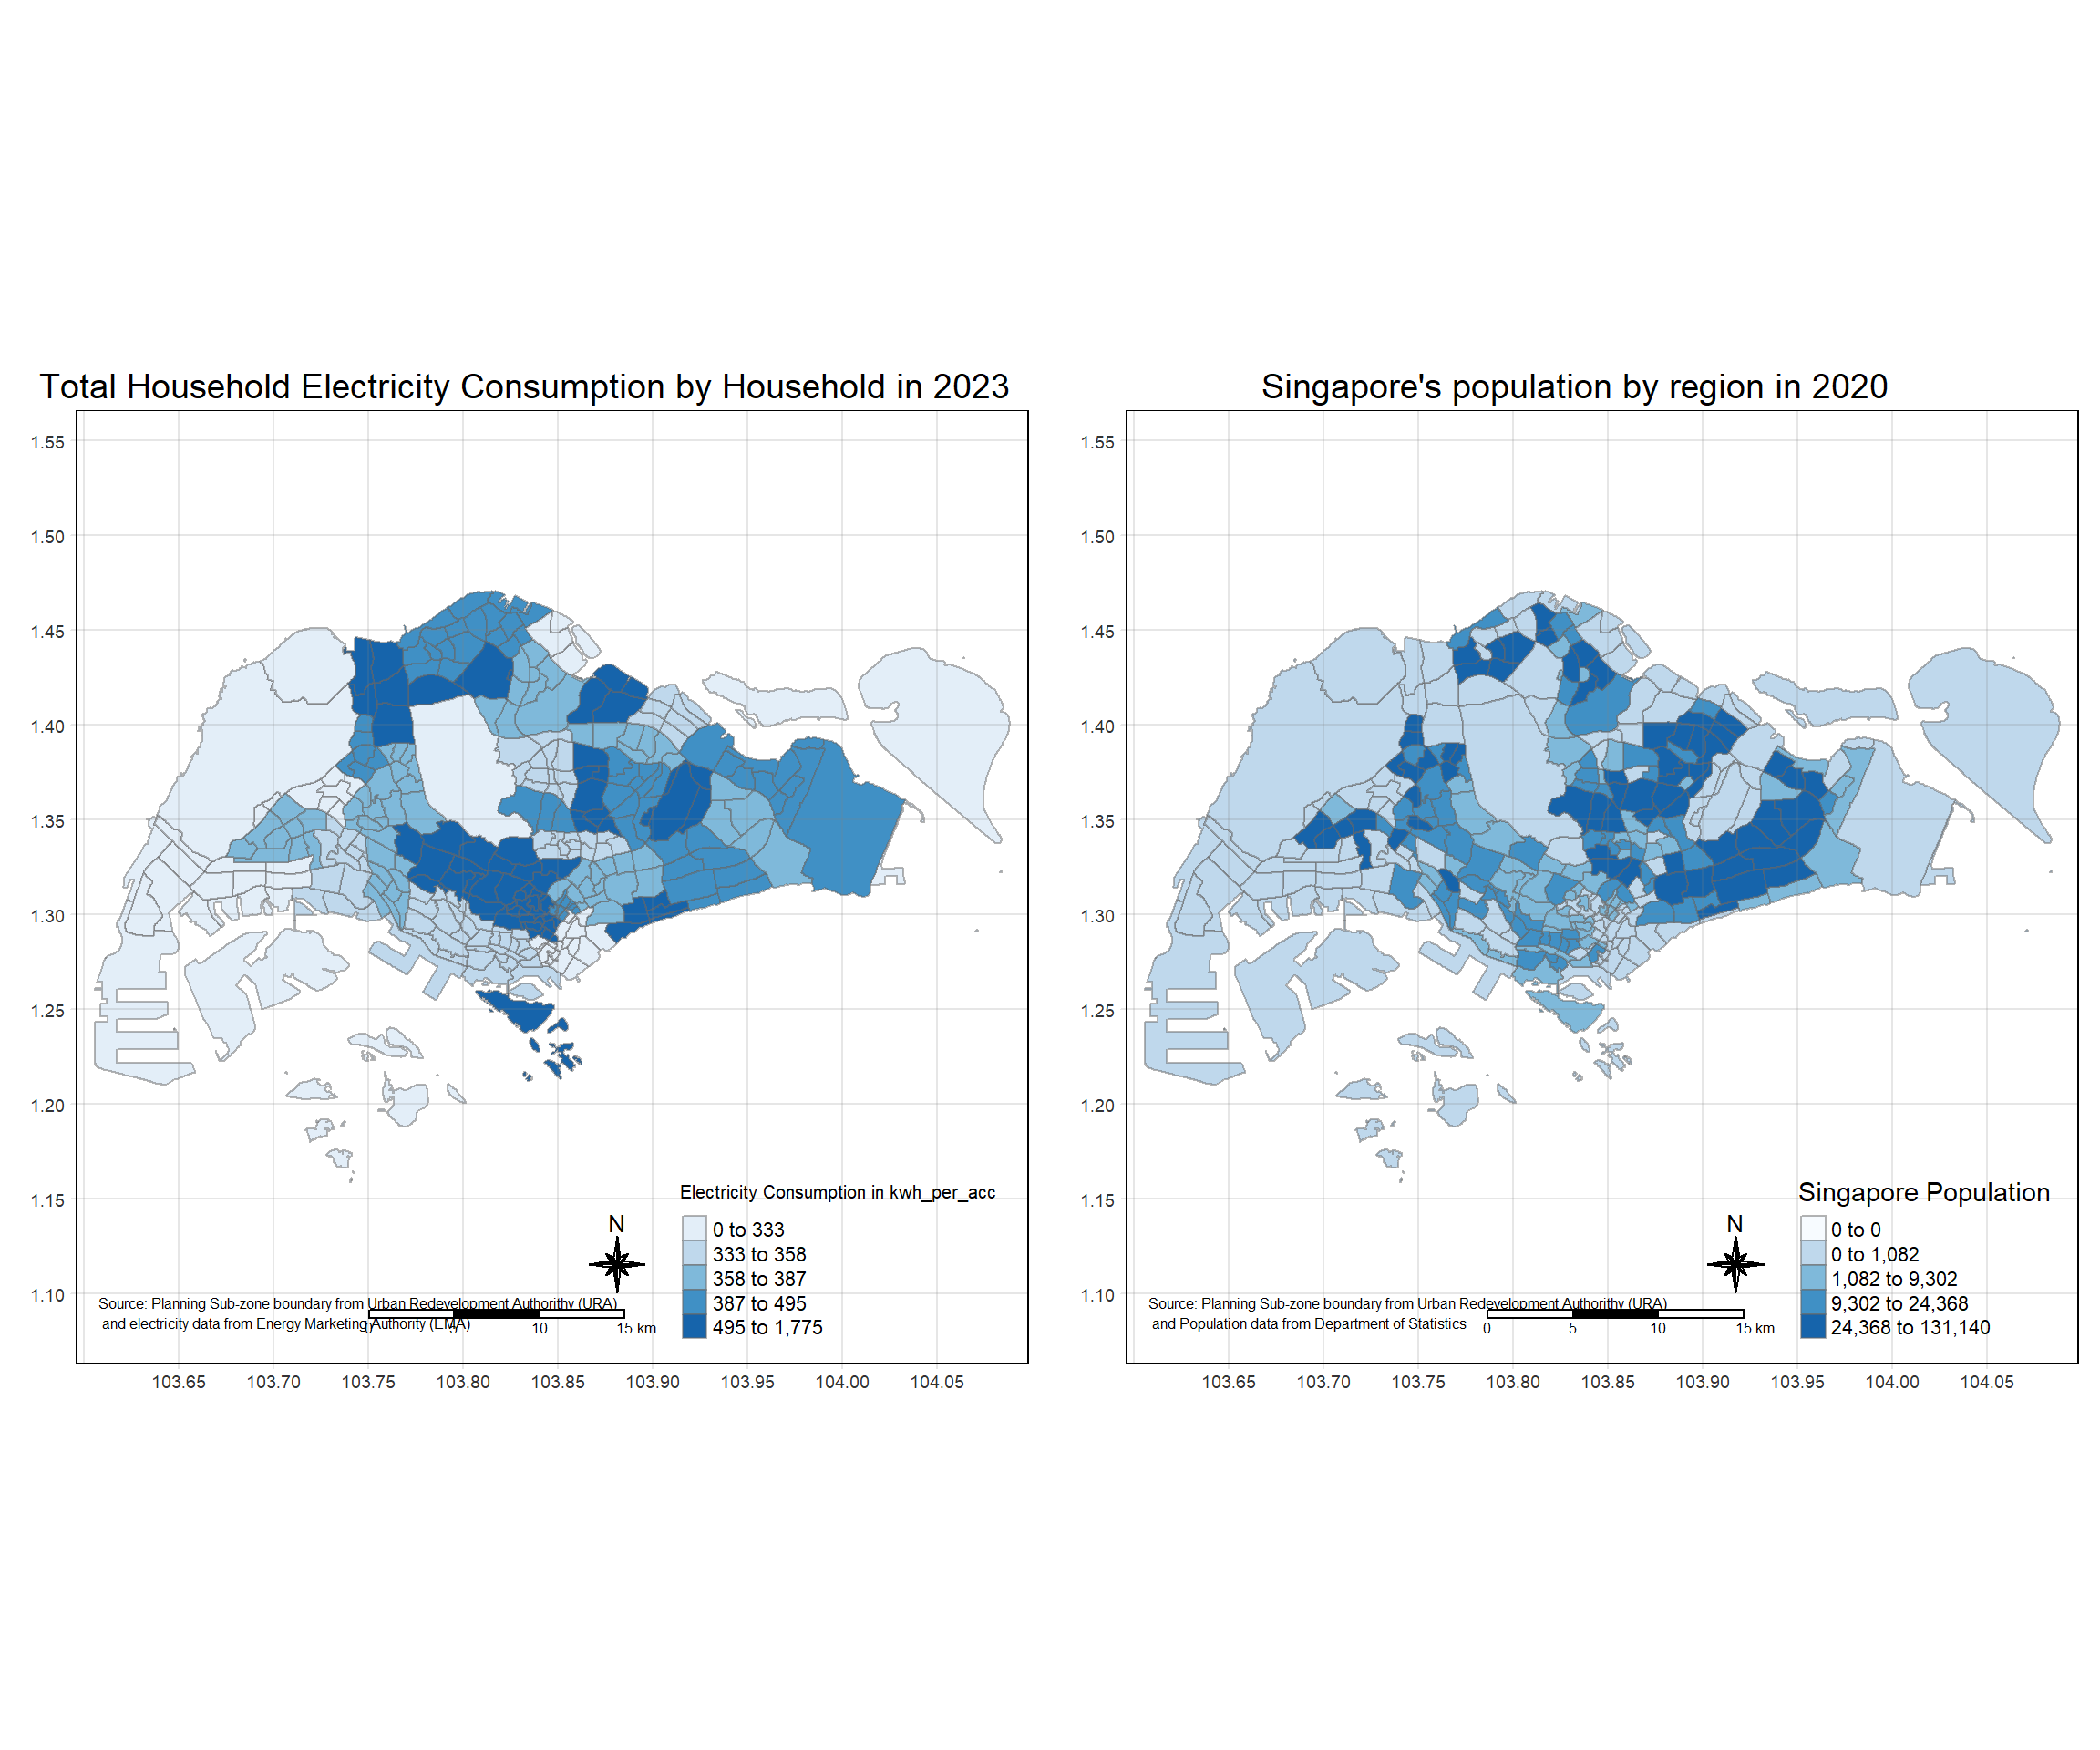 Total Household Electricity Consumption by Household in 2023
1.55
1.50
1.45
1.40
1.35
1.30
1.25
1.20
1.15
1.10
Electricity Consumption in kwh_per_acc
0 to 333
333 to 358
358 to 387
387 to 495
495 to 1,775
N
Source: Planning Sub-zone boundary from Urban Redevelopment Authorithy (URA)
and electricity data from Energy Marketing Authority (EMA)
0 5 10 15 km
103.65 103.70 103.75 103.80 103.85 103.90 103.95 104.00 104.05
Singapore's population by region in 2020
1.55
1.50
1.45
1.40
1.35
1.30
1.25
1.20
1.15
1.10
Singapore Population
0 to 0
0 to 1,082
1,082 to 9,302
9,302 to 24,368
24,368 to 131,140
N
Source: Planning Sub-zone boundary from Urban Redevelopment Authorithy (URA)
and Population data from Department of Statistics
0 5 10 15 km
103.65 103.70 103.75 103.80 103.85 103.90 103.95 104.00 104.05